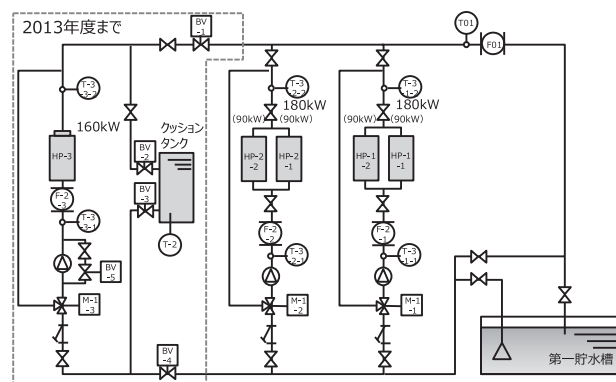 2013年度まで
BV
-1
T01
F01
T-3
-3-2
160kW
HP-3
F-2
-3
T-3
-3-1
BV
-5
M-1
-3
クッション
タンク
BV
-2
BV
-3
T-2
BV
-4
T-3
-2-2
180kW
(90kW)
(90kW)
HP-2
-2
HP-2
-1
F-2
-2
T-3
-2-1
M-1
-2
T-3
-1-2
180kW
(90kW)
(90kW)
HP-1
-2
HP-1
-1
F-2
-1
T-3
-1-1
M-1
-1
第一貯水槽